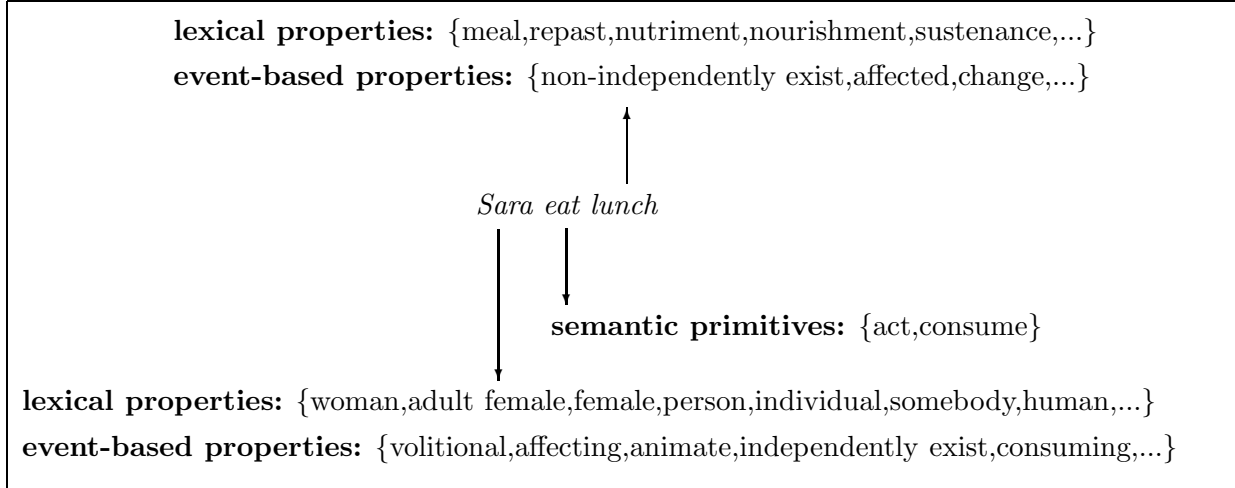 lexical properties: {meal,repast,nutriment,nourishment,sustenance,...}
event-based properties: {non-independently exist,affected,change,...}
Sara eat lunch
semantic primitives: {act,consume}
lexical properties: {woman,adult female,female,person,individual,somebody,human,...}
event-based properties: {volitional,affecting,animate,independently exist,consuming,...}